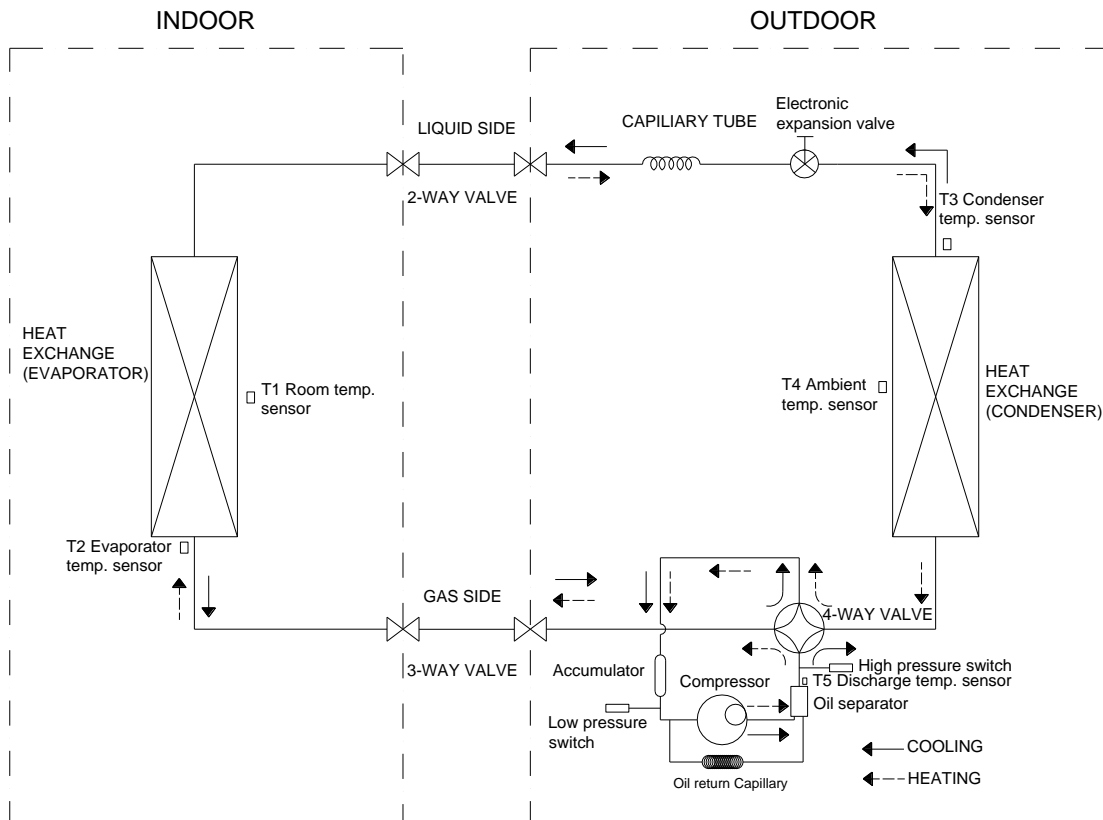 INDOOR
OUTDOOR
LIQUID SIDE
CAPILIARY TUBE
Electronic
expansion valve
2-WAY VALVE
T3 Condenser
temp. sensor
HEAT
EXCHANGE
(EVAPORATOR)
T1 Room temp.
sensor
T4 Ambient
temp. sensor
HEAT
EXCHANGE
(CONDENSER)
T2 Evaporator
temp. sensor
GAS SIDE
4-WAY VALVE
3-WAY VALVE
Accumulator
Compressor
High pressure switch
T5 Discharge temp. sensor
Oil separator
Low pressure
switch
Oil return Capillary
COOLING
HEATING